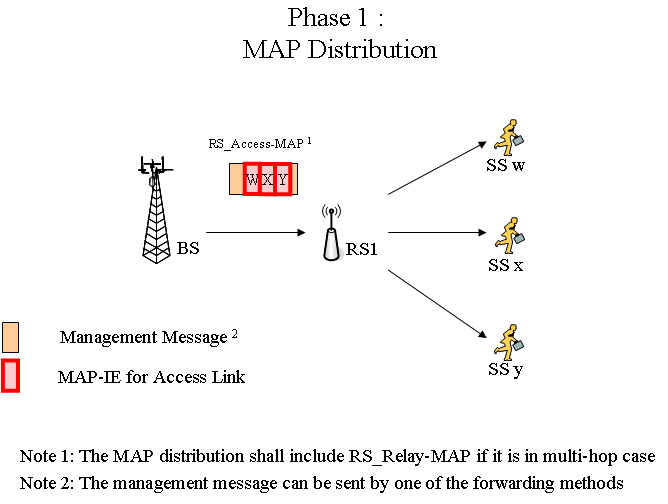 Phase 1 :
MAP Distribution
RS_Access-MAP 1
W X Y
BS
RS1
SS w
SS x
SS y
Management Message 2
MAP-IE for Access Link
Note 1: The MAP distribution shall include RS_Relay-MAP if it is in multi-hop case
Note 2: The management message can be sent by one of the forwarding methods